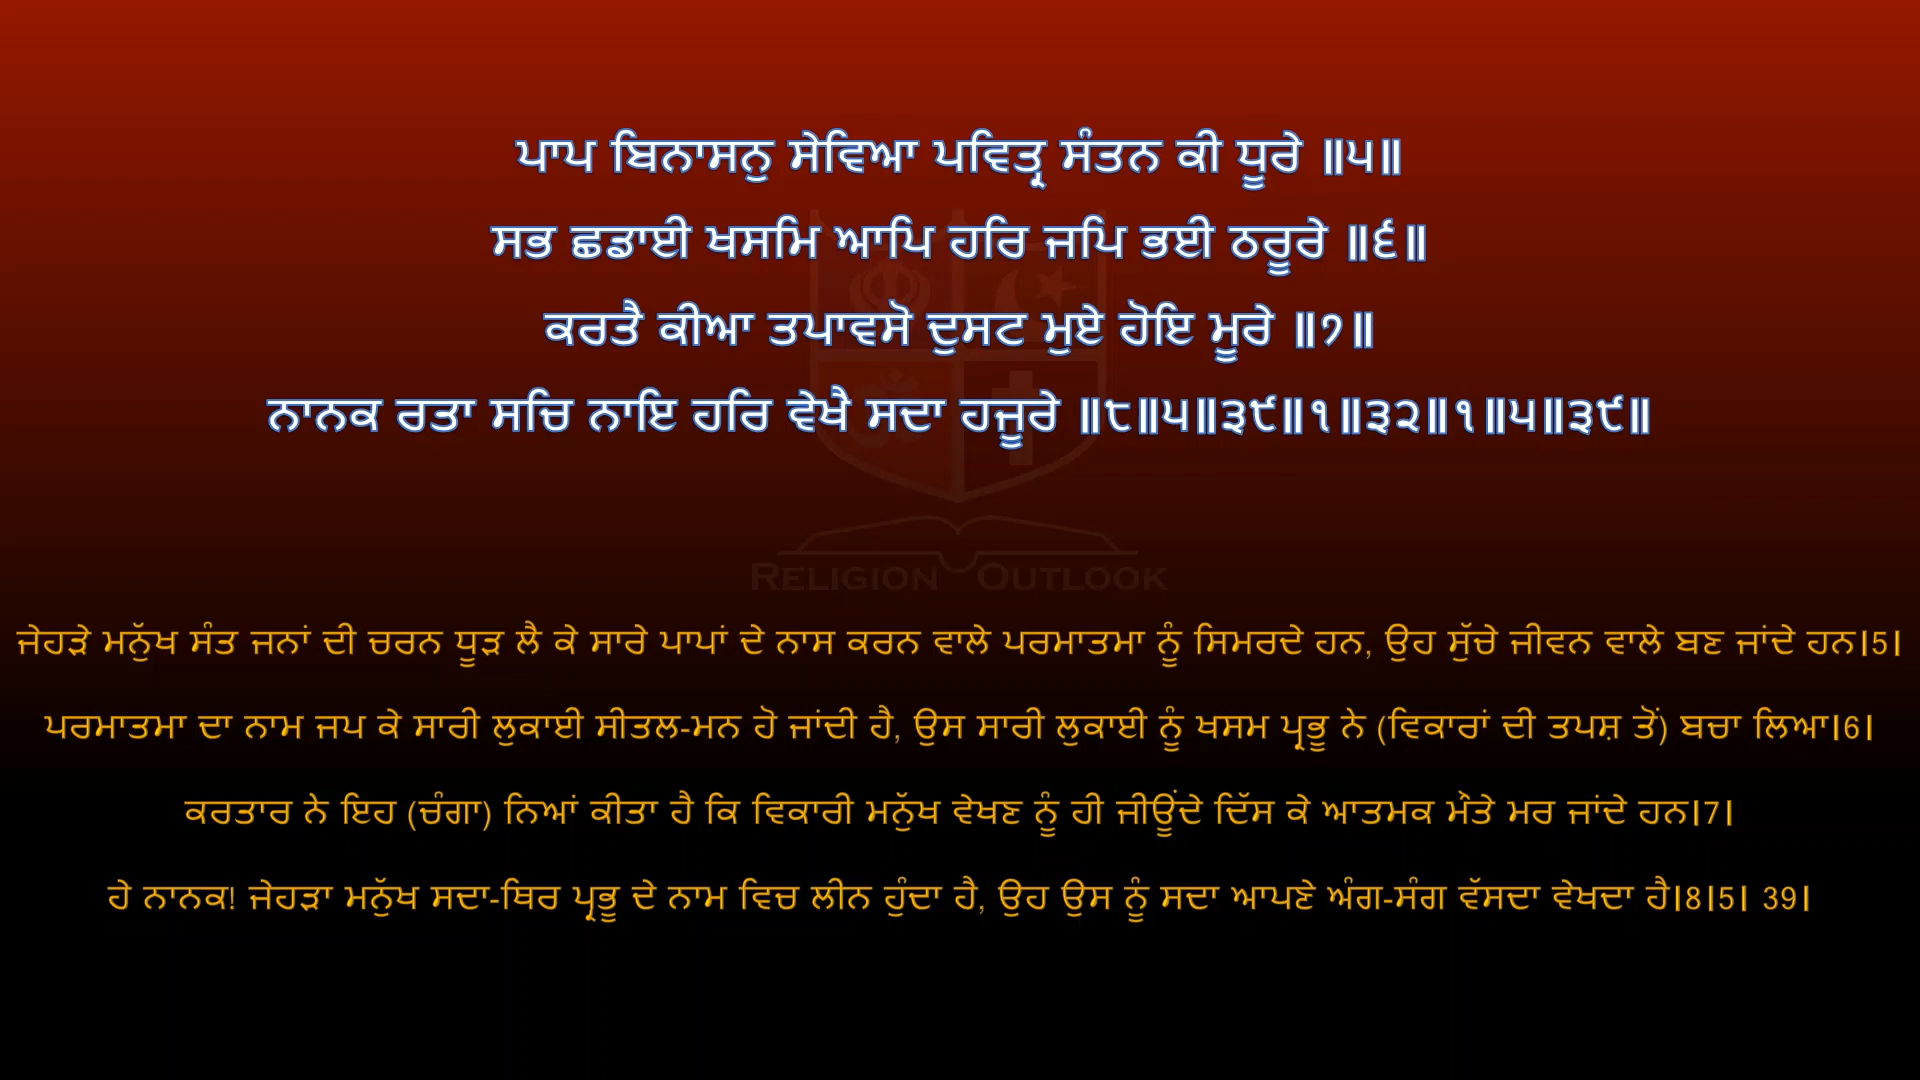 ਪਾਪ ਬਿਨਾਸਨੁ ਸੇਵਿਆ ਪਵਿਤ੍ਰ ਸੰਤਨ ਕੀ ਧੂਰੇ ॥੫॥
ਸਭ ਛਡਾਈ ਖਸਮਿ ਆਪਿ ਹਰਿ ਜਪਿ ਭਈ ਠਰੂਰੇ ॥੬॥
ਕਰਤੈ ਕੀਆ ਤਪਾਵਸੋ ਦੁਸਟ ਮੁਏ ਹੋਇ ਮੂਰੇ ॥੭॥
ਨਾਨਕ ਰਤਾ ਸਚਿ ਨਾਇ ਹਰਿ ਵੇਖੈ ਸਦਾ ਹਜੂਰੇ ॥੮॥੫॥੩੯॥੧॥੩੨॥੧॥੫॥੩੯॥
RELIGION OUTLOOK
ਜੇਹੜੇ ਮਨੁੱਖ ਸੰਤ ਜਨਾਂ ਦੀ ਚਰਨ ਧੂੜ ਲੈ ਕੇ ਸਾਰੇ ਪਾਪਾਂ ਦੇ ਨਾਸ ਕਰਨ ਵਾਲੇ ਪਰਮਾਤਮਾ ਨੂੰ ਸਿਮਰਦੇ ਹਨ, ਉਹ ਸੁੱਚੇ ਜੀਵਨ ਵਾਲੇ ਬਣ ਜਾਂਦੇ ਹਨ।5।
ਪਰਮਾਤਮਾ ਦਾ ਨਾਮ ਜਪ ਕੇ ਸਾਰੀ ਲੁਕਾਈ ਸੀਤਲ-ਮਨ ਹੋ ਜਾਂਦੀ ਹੈ, ਉਸ ਸਾਰੀ ਲੁਕਾਈ ਨੂੰ ਖਸਮ ਪ੍ਰਭੂ ਨੇ (ਵਿਕਾਰਾਂ ਦੀ ਤਪਸ਼ ਤੋਂ) ਬਚਾ ਲਿਆ।6।
ਕਰਤਾਰ ਨੇ ਇਹ (ਚੰਗਾ) ਨਿਆਂ ਕੀਤਾ ਹੈ ਕਿ ਵਿਕਾਰੀ ਮਨੁੱਖ ਵੇਖਣ ਨੂੰ ਹੀ ਜੀਊਂਦੇ ਦਿੱਸ ਕੇ ਆਤਮਕ ਮੌਤੇ ਮਰ ਜਾਂਦੇ ਹਨ।7।
ਹੇ ਨਾਨਕ! ਜੇਹੜਾ ਮਨੁੱਖ ਸਦਾ-ਥਿਰ ਪ੍ਰਭੂ ਦੇ ਨਾਮ ਵਿਚ ਲੀਨ ਹੁੰਦਾ ਹੈ, ਉਹ ਉਸ ਨੂੰ ਸਦਾ ਆਪਣੇ ਅੰਗ-ਸੰਗ ਵੱਸਦਾ ਵੇਖਦਾ ਹੈ।8।5। 39।